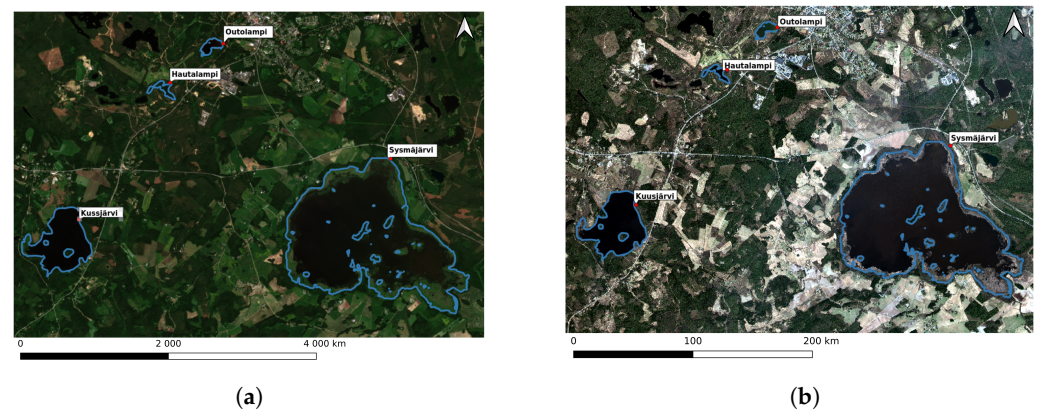 Outolampi
Hautalampi
Sysmäjärvi
Kussjärvi
0 2 000 4 000 km
(a)
Outolampi
Hautalampi
Sysmäjärvi
Kuusjärvi
0 100 200 km
(b)